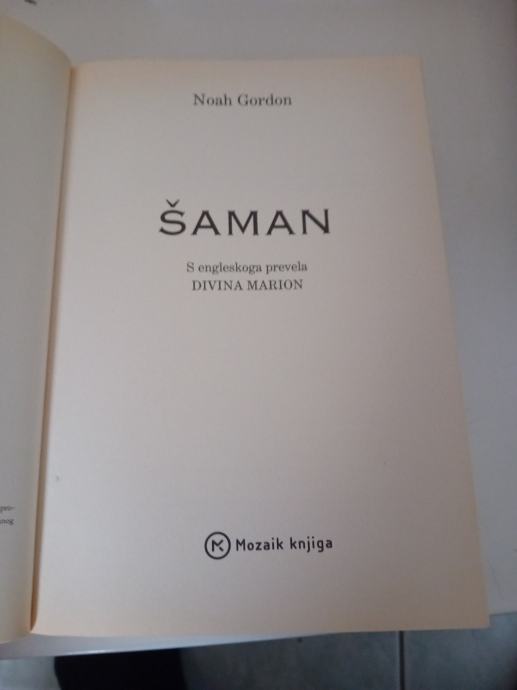 Noah Gordon
ŠAMAN
S engleskoga prevela
DIVINA MARION
Mozaik knjiga